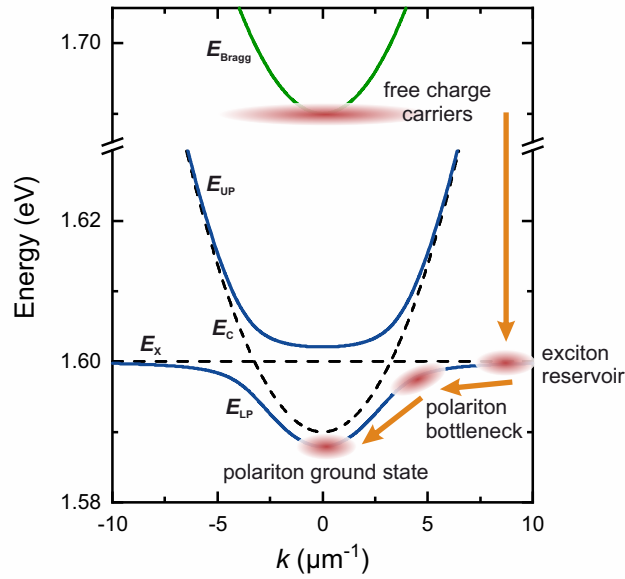 1.70
E_Bragg
free charge
carriers
E_UP
1.62
Energy (eV)
E_C
E_X
1.60
exciton
reservoir
E_LP
polariton
bottleneck
polariton ground state
1.58
-10 -5 0 5 10
k (μm⁻¹)